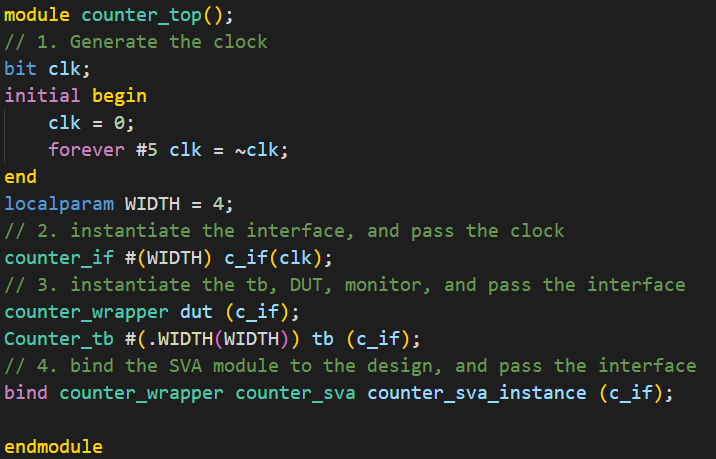 module counter_top();
// 1. Generate the clock
bit clk;
initial begin
    clk = 0;
    forever #5 clk = ~clk;
end
localparam WIDTH = 4;
// 2. instantiate the interface, and pass the clock
counter_if #(WIDTH) c_if(clk);
// 3. instantiate the tb, DUT, monitor, and pass the interface
counter_wrapper dut (c_if);
Counter_tb #(.WIDTH(WIDTH)) tb (c_if);
// 4. bind the SVA module to the design, and pass the interface
bind counter_wrapper counter_sva counter_sva_instance (c_if);

endmodule